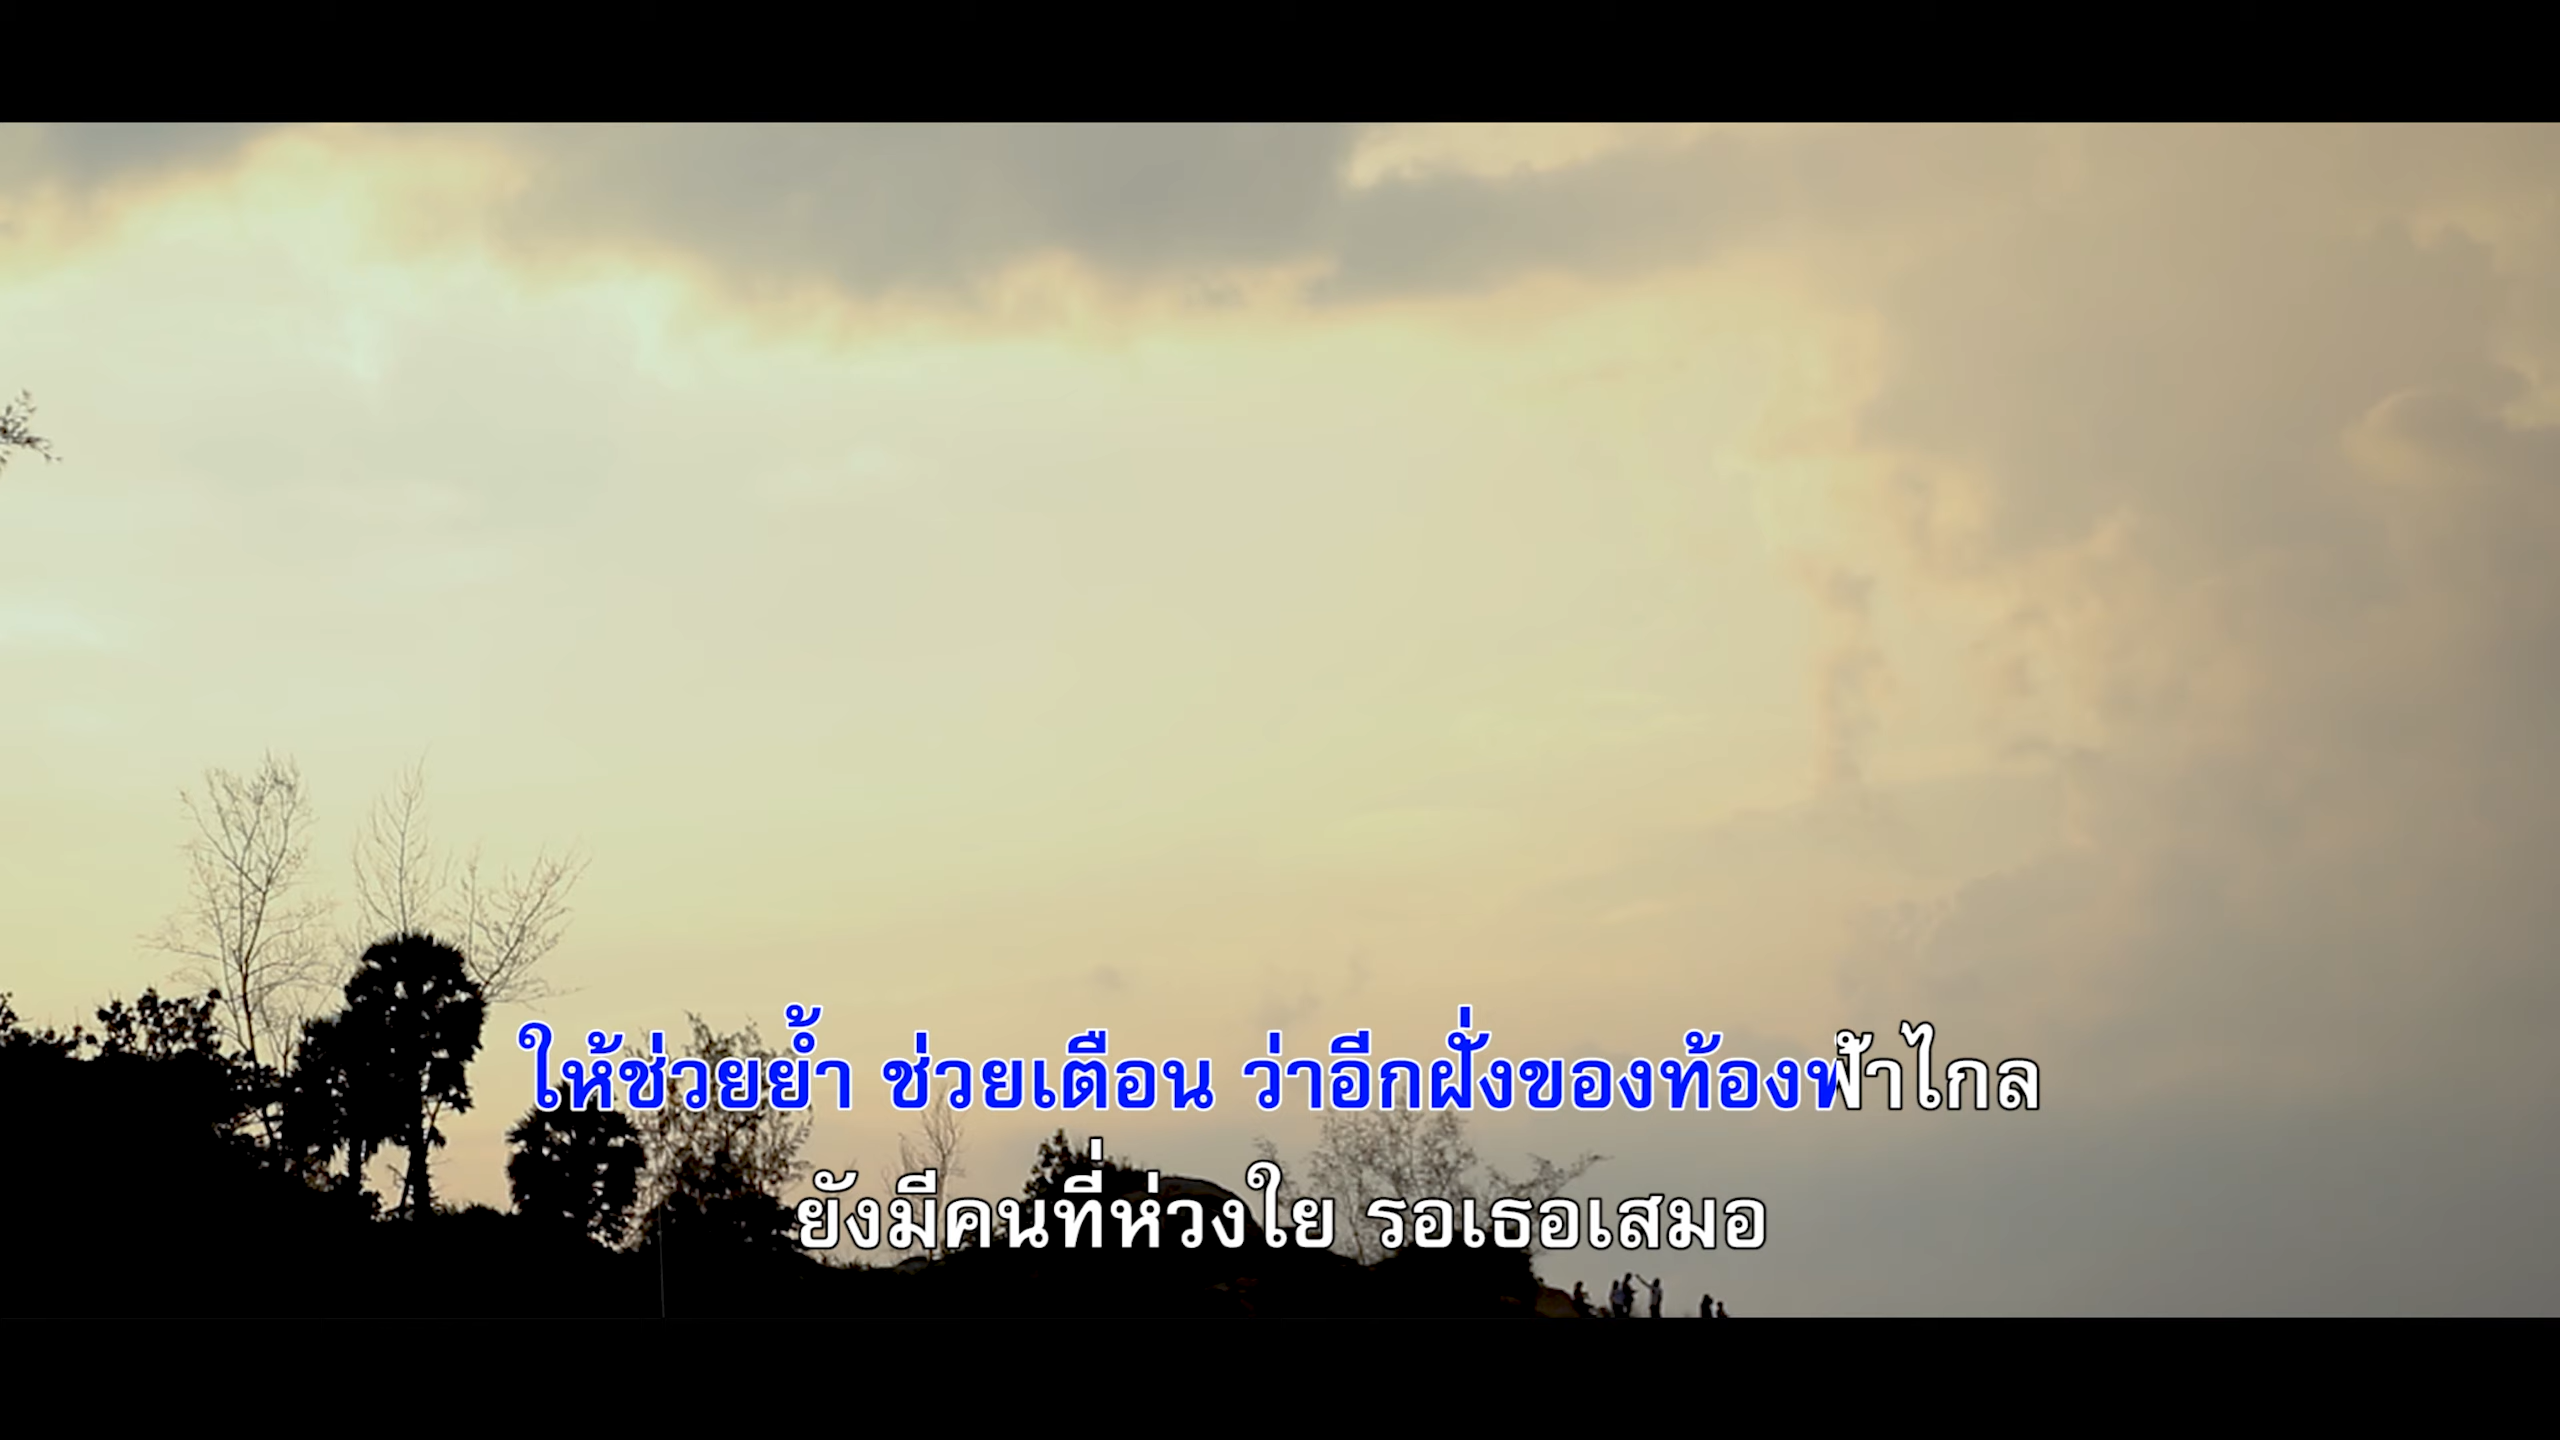 ให้ช่วยย้ำ ช่วยเตือน ว่าอีกฝั่งของท้องฟ้าไกล
ยังมีคนที่ห่วงใย รอเธอเสมอ